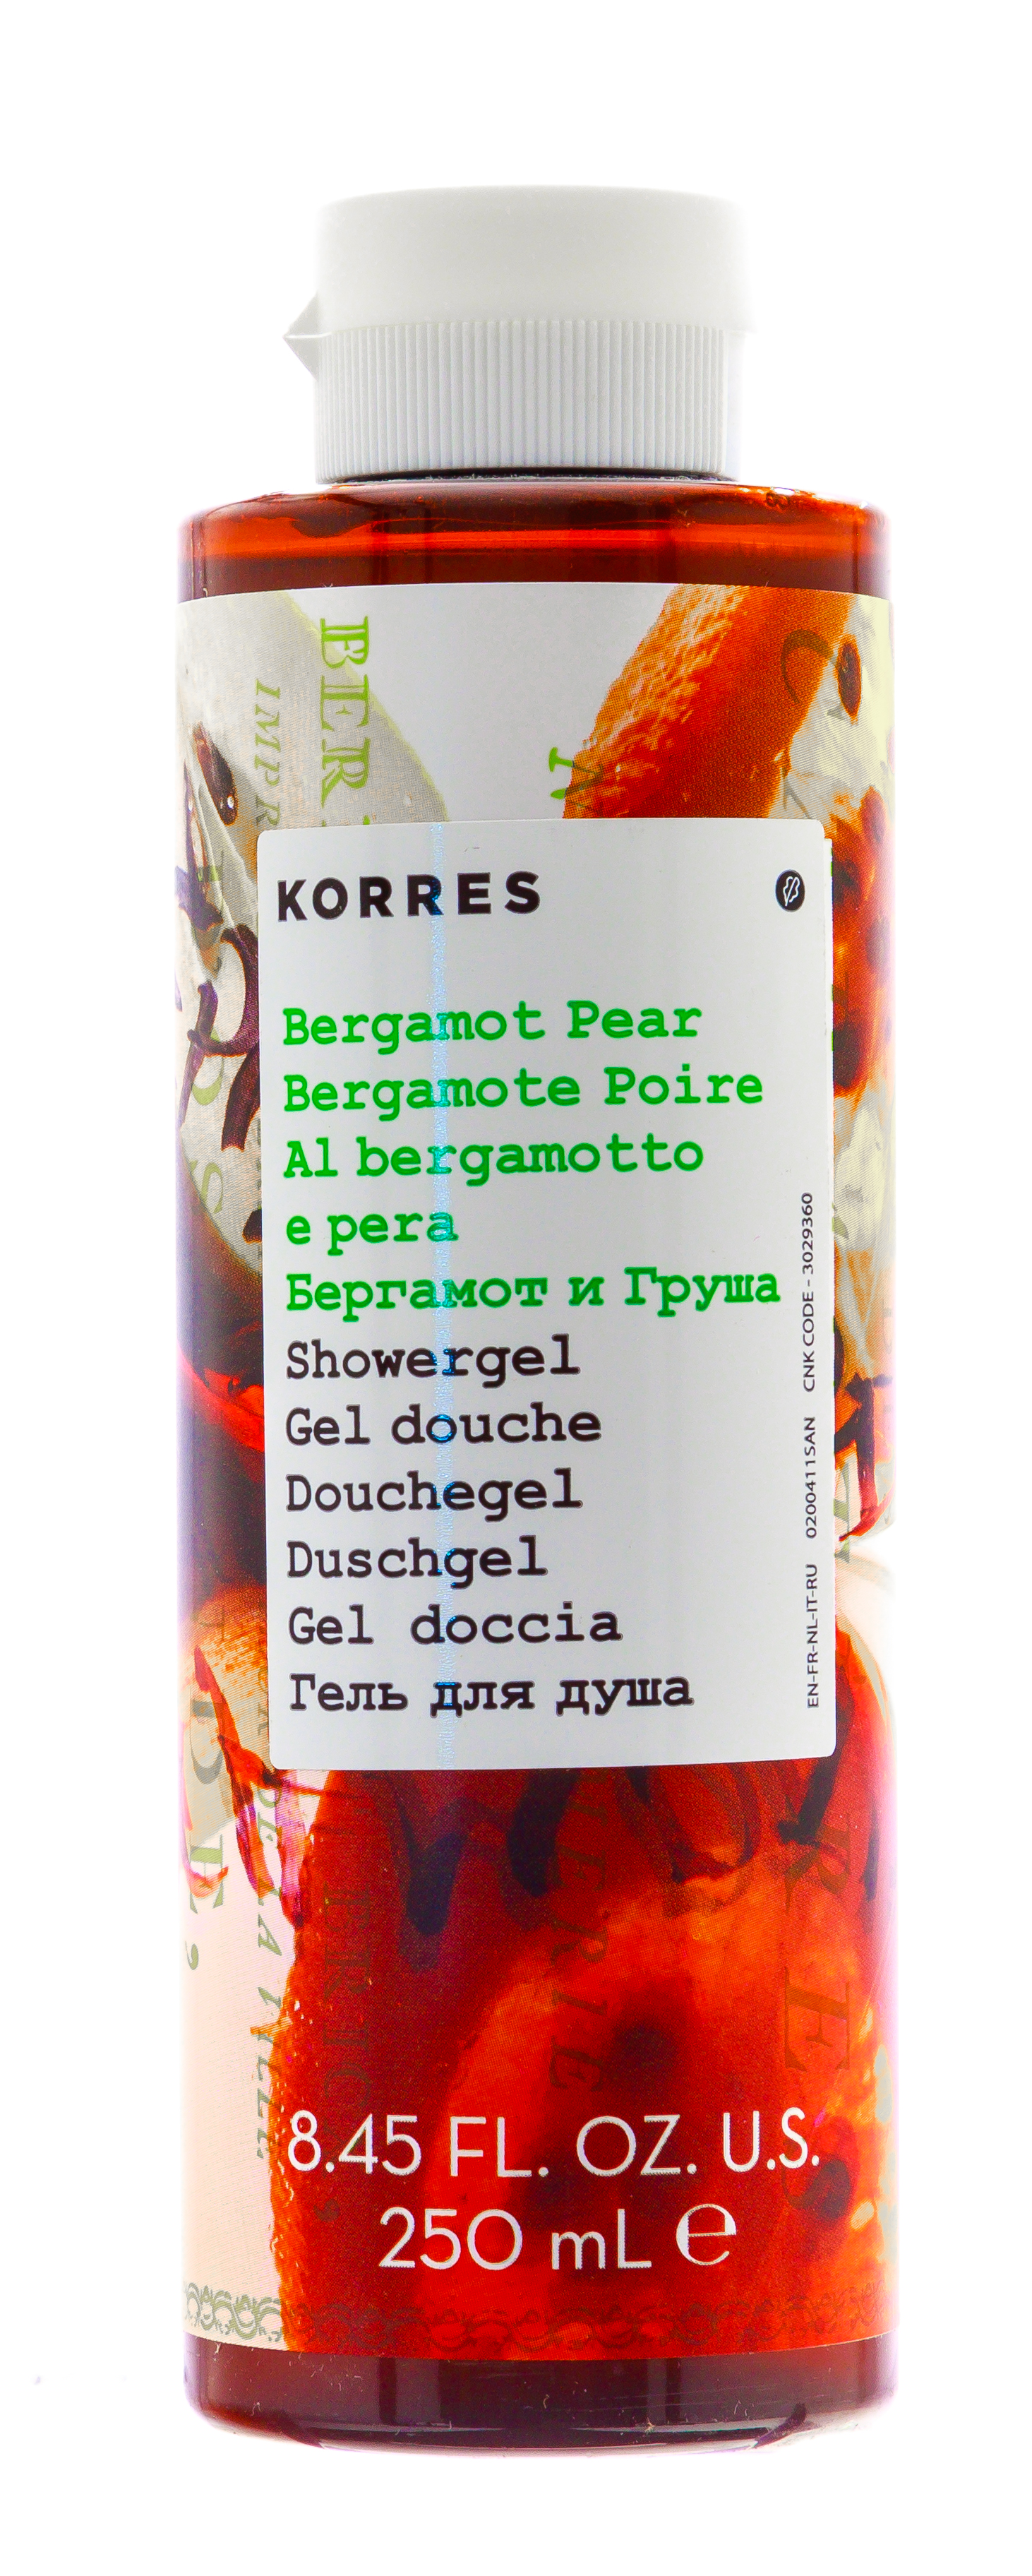 KORRES
Bergamot Pear
Bergamote Poire
Al bergamotto
e pera
Бергамот и Груша
Showergel
Gel douche
Douchegel
Duschgel
Gel doccia
Гель для душа
EN-FR-NL-IT-RU 0200411SAN CNK CODE - 3029360
8.45 FL. OZ. U.S.
250 mL ℮